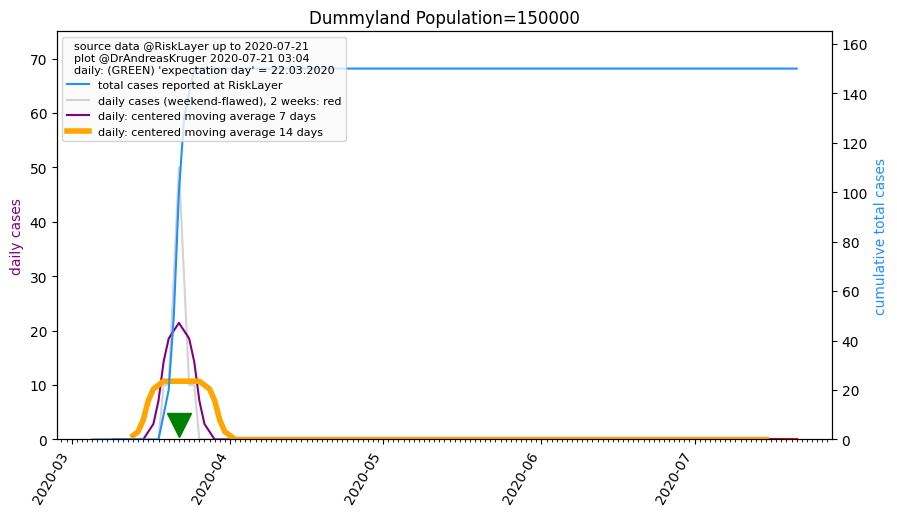 Dummyland Population=150000
source data @RiskLayer up to 2020-07-21
plot @DrAndreasKruger 2020-07-21 03:04
daily: (GREEN) 'expectation day' = 22.03.2020
total cases reported at RiskLayer
daily cases (weekend-flawed), 2 weeks: red
daily: centered moving average 7 days
daily: centered moving average 14 days
daily cases
70
60
50
40
30
20
10
0
cumulative total cases
160
140
120
100
80
60
40
20
0
2020-03
2020-04
2020-05
2020-06
2020-07